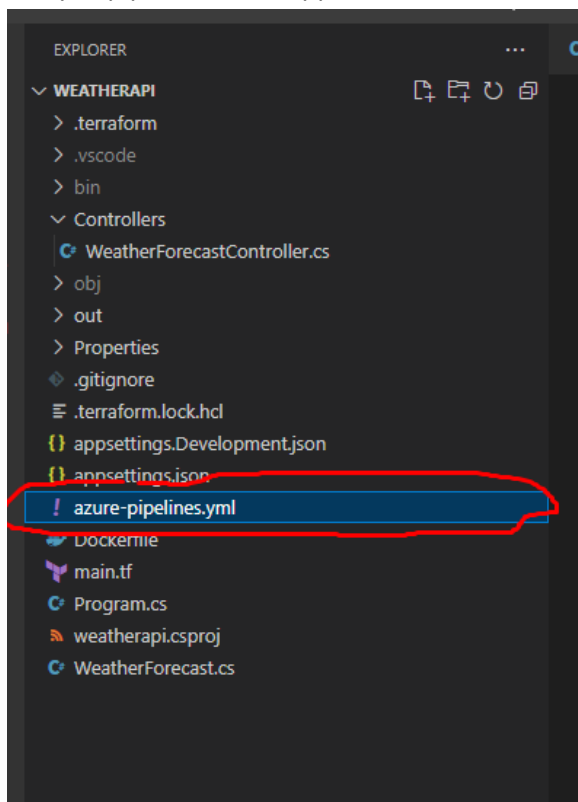 EXPLORER
WEATHERAPI
.terraform
.vscode
bin
Controllers
WeatherForecastController.cs
obj
out
Properties
.gitignore
.terraform.lock.hcl
appsettings.Development.json
appsettings.json
azure-pipelines.yml
Dockerfile
main.tf
Program.cs
weatherapi.csproj
WeatherForecast.cs